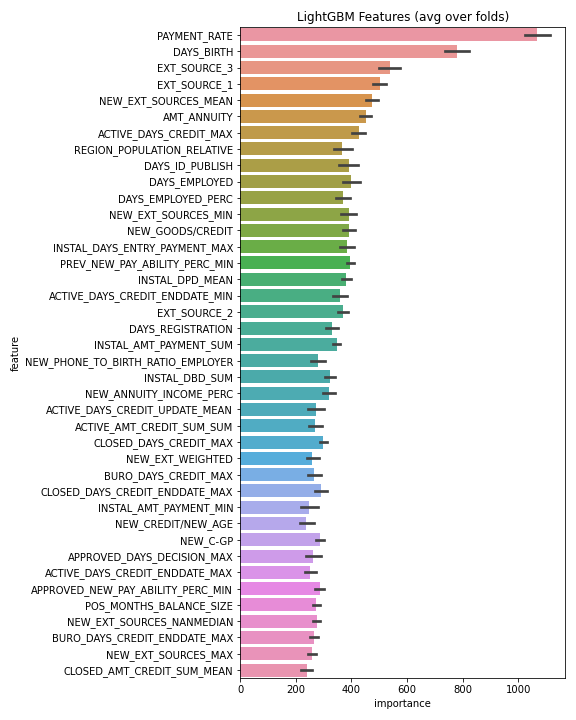 LightGBM Features (avg over folds)
PAYMENT_RATE
DAYS_BIRTH
EXT_SOURCE_3
EXT_SOURCE_1
NEW_EXT_SOURCES_MEAN
AMT_ANNUITY
ACTIVE_DAYS_CREDIT_MAX
REGION_POPULATION_RELATIVE
DAYS_ID_PUBLISH
DAYS_EMPLOYED
DAYS_EMPLOYED_PERC
NEW_EXT_SOURCES_MIN
NEW_GOODS/CREDIT
INSTAL_DAYS_ENTRY_PAYMENT_MAX
PREV_NEW_PAY_ABILITY_PERC_MIN
INSTAL_DPD_MEAN
ACTIVE_DAYS_CREDIT_ENDDATE_MIN
EXT_SOURCE_2
DAYS_REGISTRATION
INSTAL_AMT_PAYMENT_SUM
NEW_PHONE_TO_BIRTH_RATIO_EMPLOYER
INSTAL_DBD_SUM
NEW_ANNUITY_INCOME_PERC
ACTIVE_DAYS_CREDIT_UPDATE_MEAN
ACTIVE_AMT_CREDIT_SUM_SUM
CLOSED_DAYS_CREDIT_MAX
NEW_EXT_WEIGHTED
BURO_DAYS_CREDIT_MAX
CLOSED_DAYS_CREDIT_ENDDATE_MAX
INSTAL_AMT_PAYMENT_MIN
NEW_CREDIT/NEW_AGE
NEW_C-GP
APPROVED_DAYS_DECISION_MAX
ACTIVE_DAYS_CREDIT_ENDDATE_MAX
APPROVED_NEW_PAY_ABILITY_PERC_MIN
POS_MONTHS_BALANCE_SIZE
NEW_EXT_SOURCES_NANMEDIAN
BURO_DAYS_CREDIT_ENDDATE_MAX
NEW_EXT_SOURCES_MAX
CLOSED_AMT_CREDIT_SUM_MEAN
feature
0 200 400 600 800 1000
importance